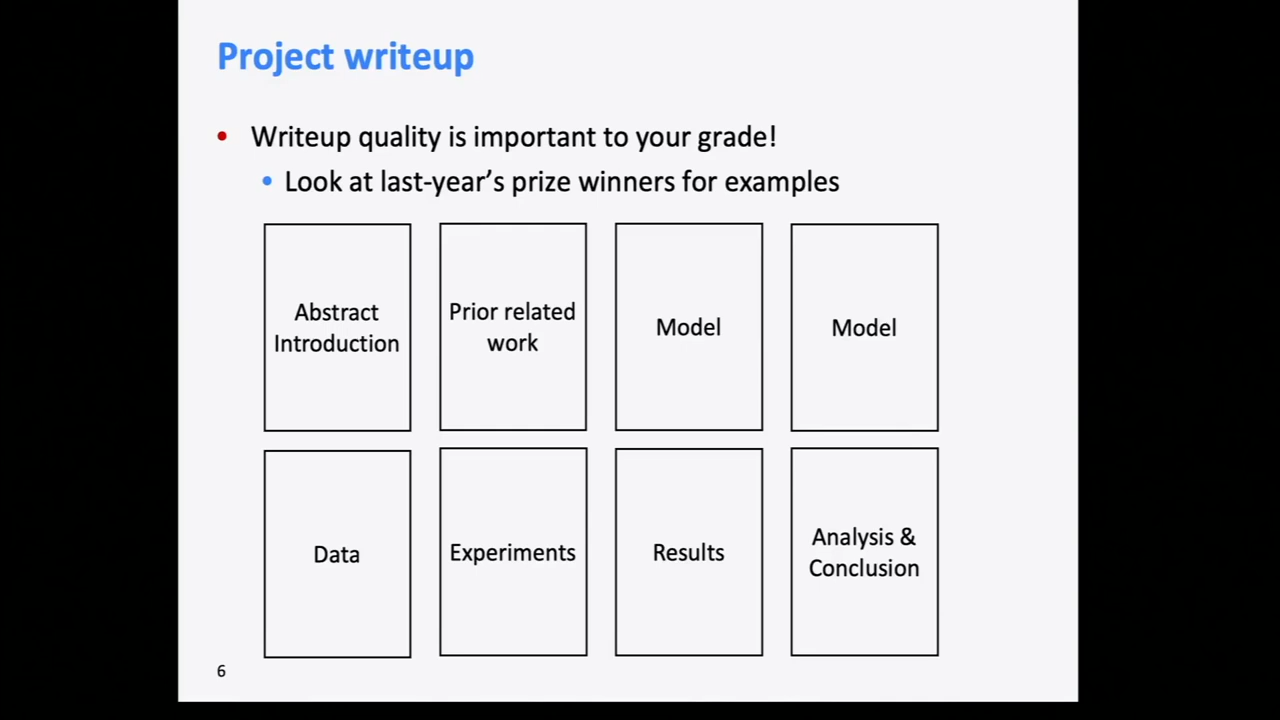 Project writeup
• Writeup quality is important to your grade!
• Look at last-year's prize winners for examples
Abstract
Introduction
Prior related
work
Model
Model
Data
Experiments
Results
Analysis &
Conclusion
6